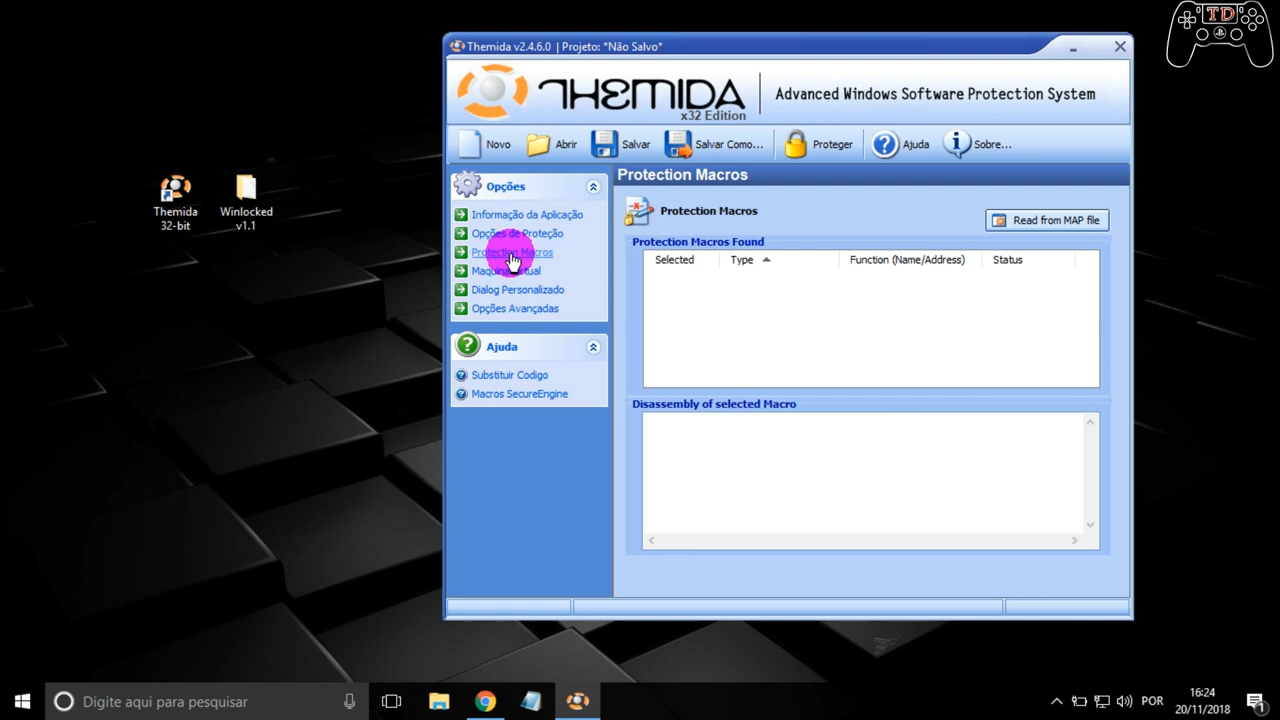 TD
Themida v2.4.6.0 | Projeto: *Não Salvo*
THEMIDA
x32 Edition
Advanced Windows Software Protection System
Novo Abrir Salvar Salvar Como... Proteger Ajuda Sobre...
Opções
Informação da Aplicação
Opções de Proteção
Protection Macros
Dialog Personalizado
Opções Avançadas
Ajuda
Substituir Codigo
Macros SecureEngine
Protection Macros
Protection Macros
Read from MAP file
Protection Macros Found
Selected Type Function (Name/Address) Status
Disassembly of selected Macro
Themida
32-bit
Winlocked
v1.1
Digite aqui para pesquisar
POR
16:24
20/11/2018
1